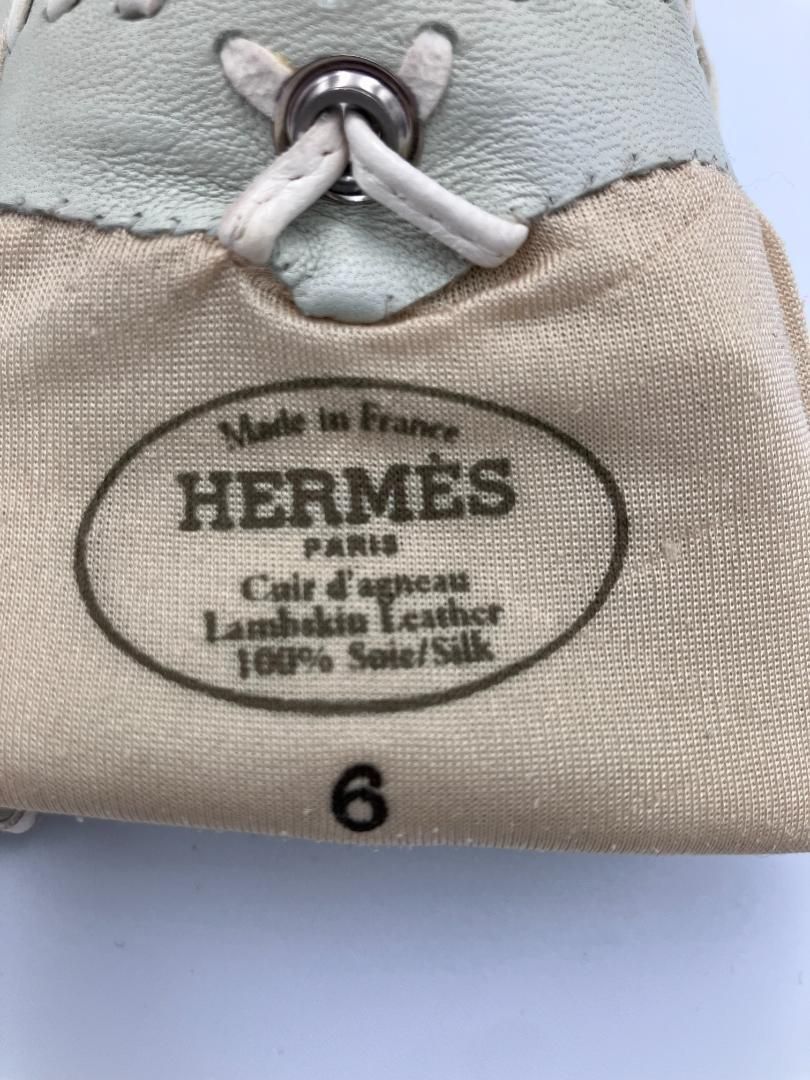 Made in France
HERMÈS
PARIS
Cuir d'agneau
Lambskin Leather
100% Soie/Silk
6